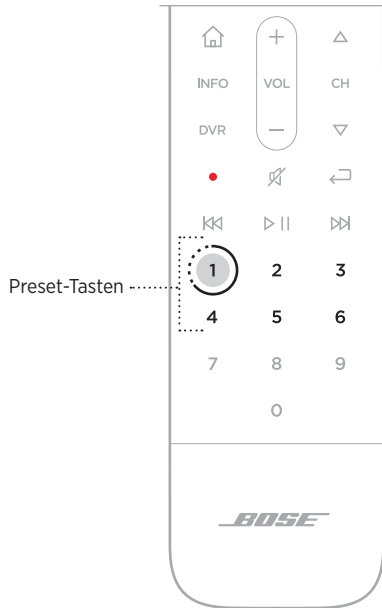 INFO VOL CH
DVR
Preset-Tasten
1 2 3
4 5 6
7 8 9
0
BOSE